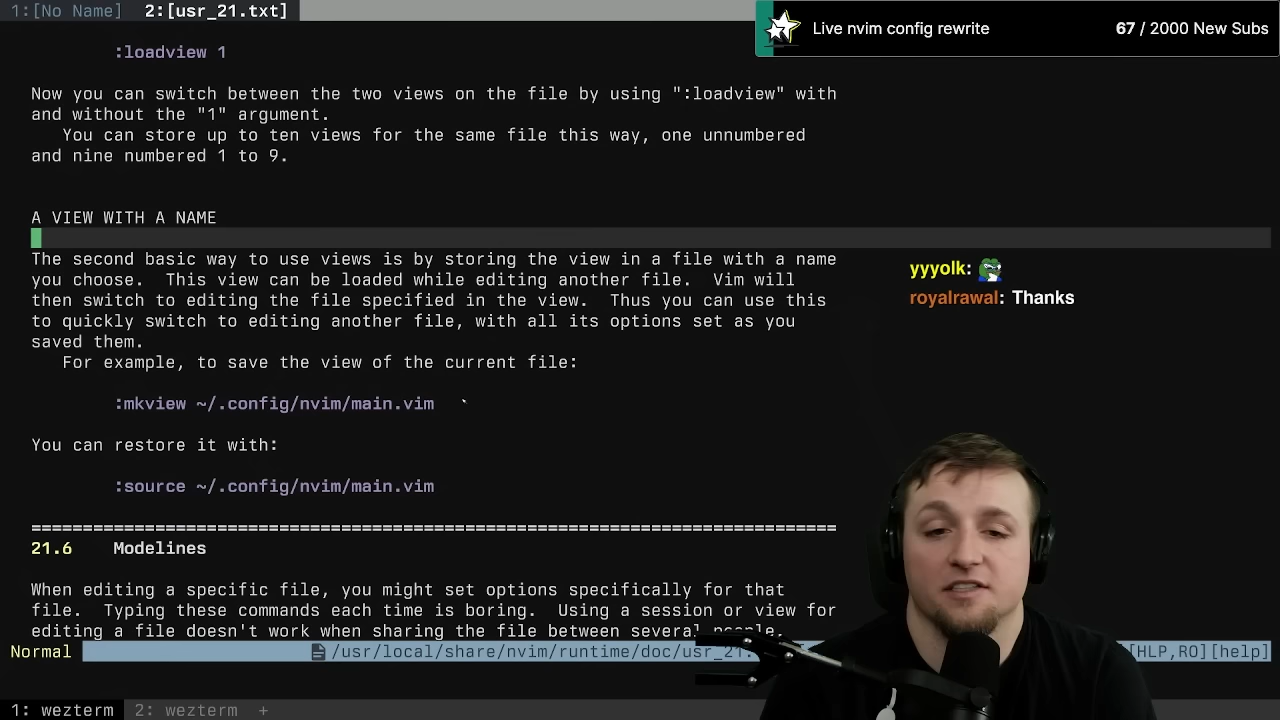 1:[No Name]  2:[usr_21.txt]
Live nvim config rewrite
67 / 2000 New Subs
:loadview 1
Now you can switch between the two views on the file by using ":loadview" with
and without the "1" argument.
You can store up to ten views for the same file this way, one unnumbered
and nine numbered 1 to 9.
A VIEW WITH A NAME
The second basic way to use views is by storing the view in a file with a name
you choose.  This view can be loaded while editing another file.  Vim will
then switch to editing the file specified in the view.  Thus you can use this
to quickly switch to editing another file, with all its options set as you
saved them.
For example, to save the view of the current file:
:mkview ~/.config/nvim/main.vim
You can restore it with:
:source ~/.config/nvim/main.vim
==============================================================================
21.6    Modelines
When editing a specific file, you might set options specifically for that
file.  Typing these commands each time is boring.  Using a session or view for
editing a file doesn't work when sharing the file between several people.
yyyolk:
royalrawal: Thanks
Normal
/usr/local/share/nvim/runtime/doc/usr_21.
[HLP,RO][help]
1: wezterm  2: wezterm  +